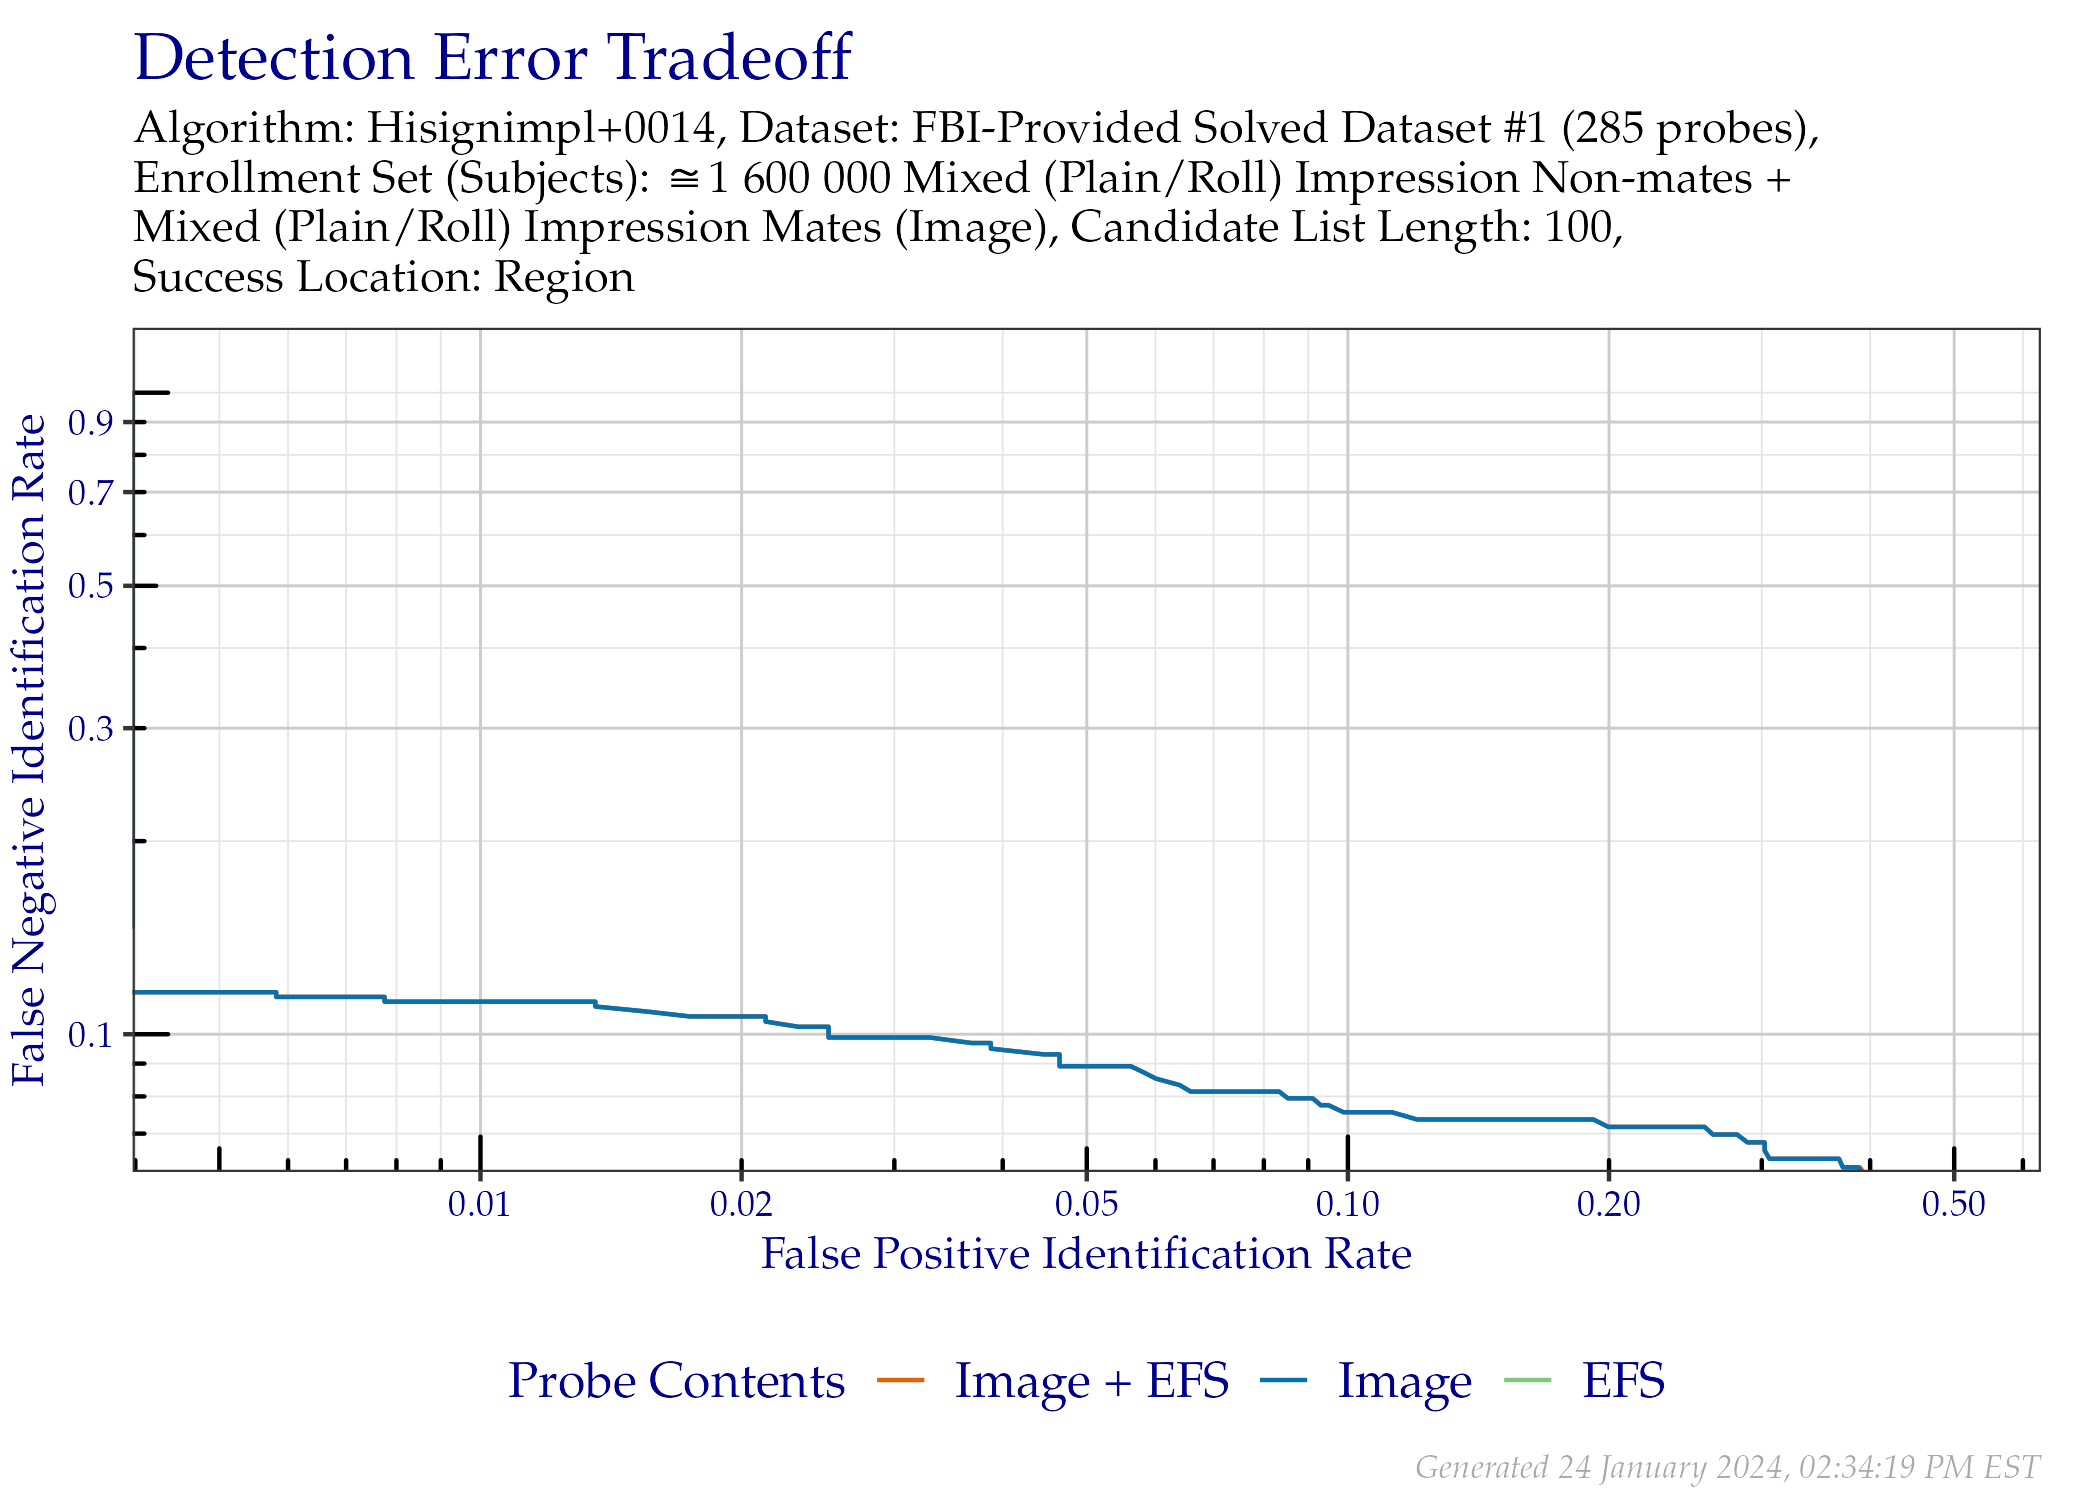 Detection Error Tradeoff
Algorithm: Hisignimpl+0014, Dataset: FBI-Provided Solved Dataset #1 (285 probes),
Enrollment Set (Subjects): ≅ 1 600 000 Mixed (Plain/Roll) Impression Non-mates +
Mixed (Plain/Roll) Impression Mates (Image), Candidate List Length: 100,
Success Location: Region
False Negative Identification Rate
0.9
0.7
0.5
0.3
0.1
0.01 0.02 0.05 0.10 0.20 0.50
False Positive Identification Rate
Probe Contents Image + EFS Image EFS
Generated 24 January 2024, 02:34:19 PM EST